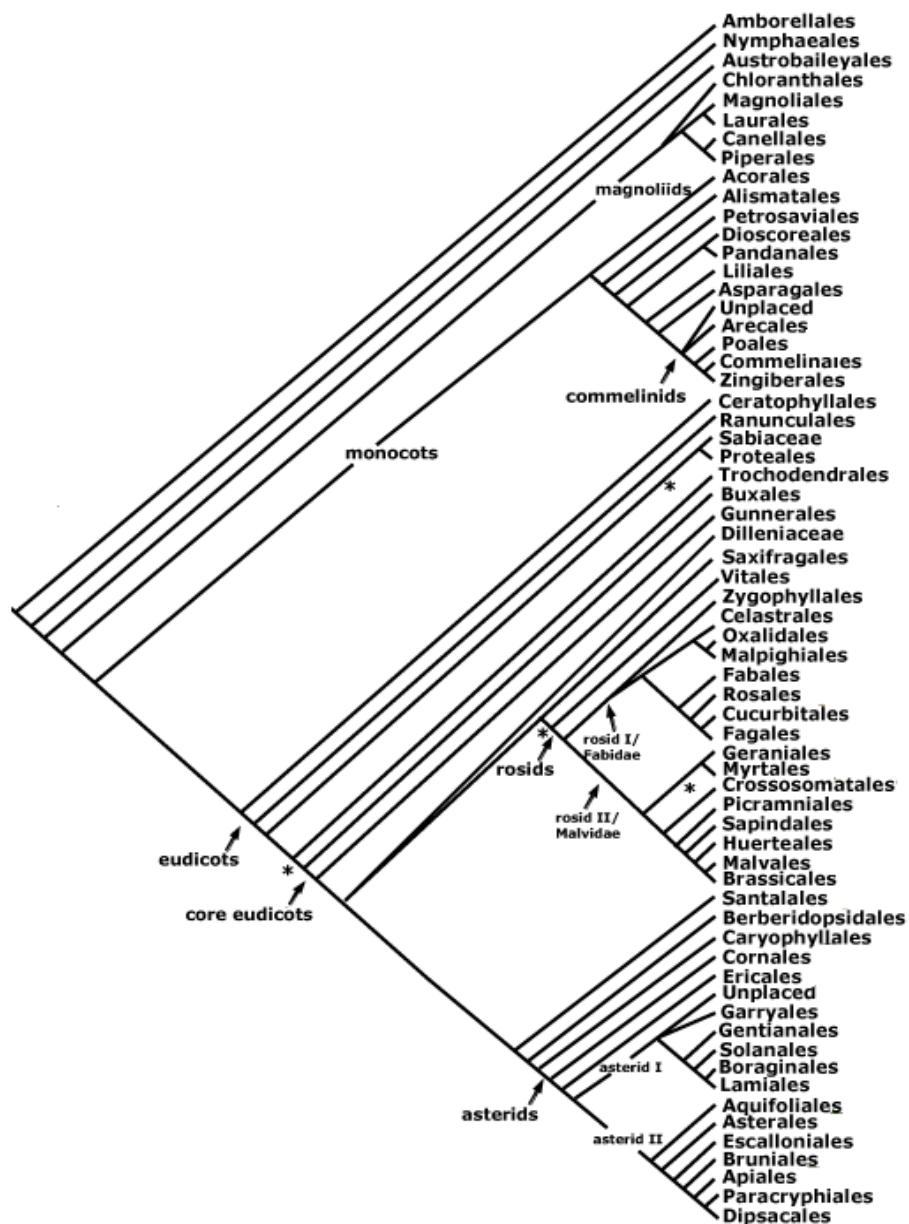 Amborellales
Nymphaeales
Austrobaileyales
Chloranthales
Magnoliales
Laurales
Canellales
Piperales
magnoliids
Acorales
Alismatales
Petrosaviales
Dioscoreales
Pandanales
Liliales
Asparagales
Unplaced
Arecales
Poales
Commelinales
Zingiberales
commelinids
Ceratophyllales
Ranunculales
Sabiaceae
monocots
Proteales
Trochodendrales
*
Buxales
Gunnerales
Dilleniaceae
Saxifragales
Vitales
Zygophyllales
Celastrales
Oxalidales
Malpighiales
Fabales
Rosales
Cucurbitales
Fagales
*
rosid I/
Fabidae
rosids
Geraniales
Myrtales
Crossosomatales
*
Picramniales
rosid II/
Malvidae
Sapindales
Huerteales
Malvales
Brassicales
eudicots
*
core eudicots
Santalales
Berberidopsidales
Caryophyllales
Cornales
Ericales
Unplaced
Garryales
Gentianales
Solanales
Boraginales
Lamiales
asterid I
asterids
Aquifoliales
Asterales
asterid II
Escalloniales
Bruniales
Apiales
Paracryphiales
Dipsacales